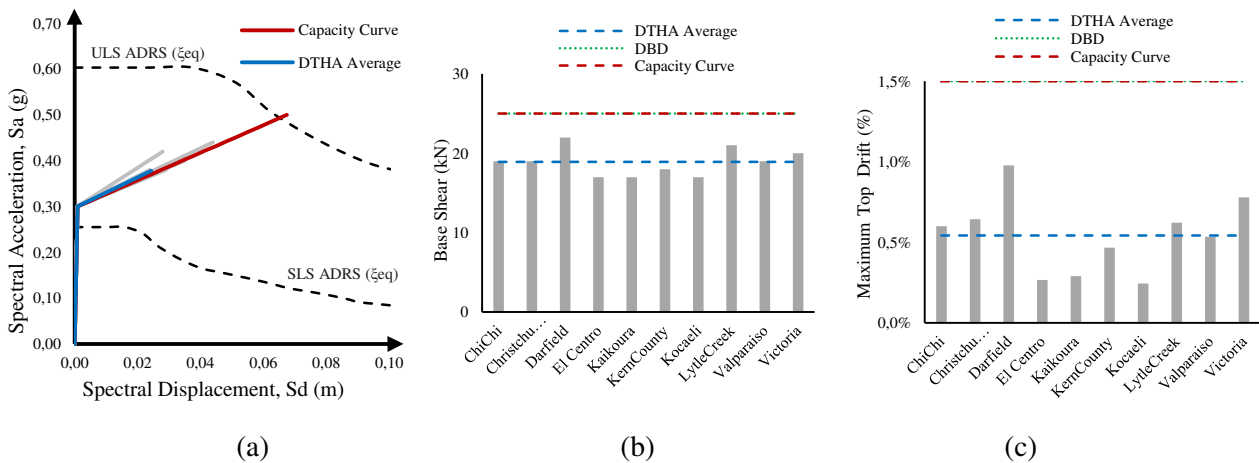 0,70
0,60
0,50
0,40
0,30
0,20
0,10
0,00
Spectral Acceleration, Sa (g)
Capacity Curve
DTHA Average
ULS ADRS (ξeq)
SLS ADRS (ξeq)
0,00 0,02 0,04 0,06 0,08 0,10
Spectral Displacement, Sd (m)
(a)
DTHA Average
DBD
Capacity Curve
30
20
10
0
Base Shear (kN)
ChiChi
Christchu…
Darfield
El Centro
Kaikoura
KernCounty
Kocaeli
LytleCreek
Valparaiso
Victoria
(b)
DTHA Average
DBD
Capacity Curve
1,5%
1,0%
0,5%
0,0%
Maximum Top Drift (%)
ChiChi
Christchu…
Darfield
El Centro
Kaikoura
KernCounty
Kocaeli
LytleCreek
Valparaiso
Victoria
(c)